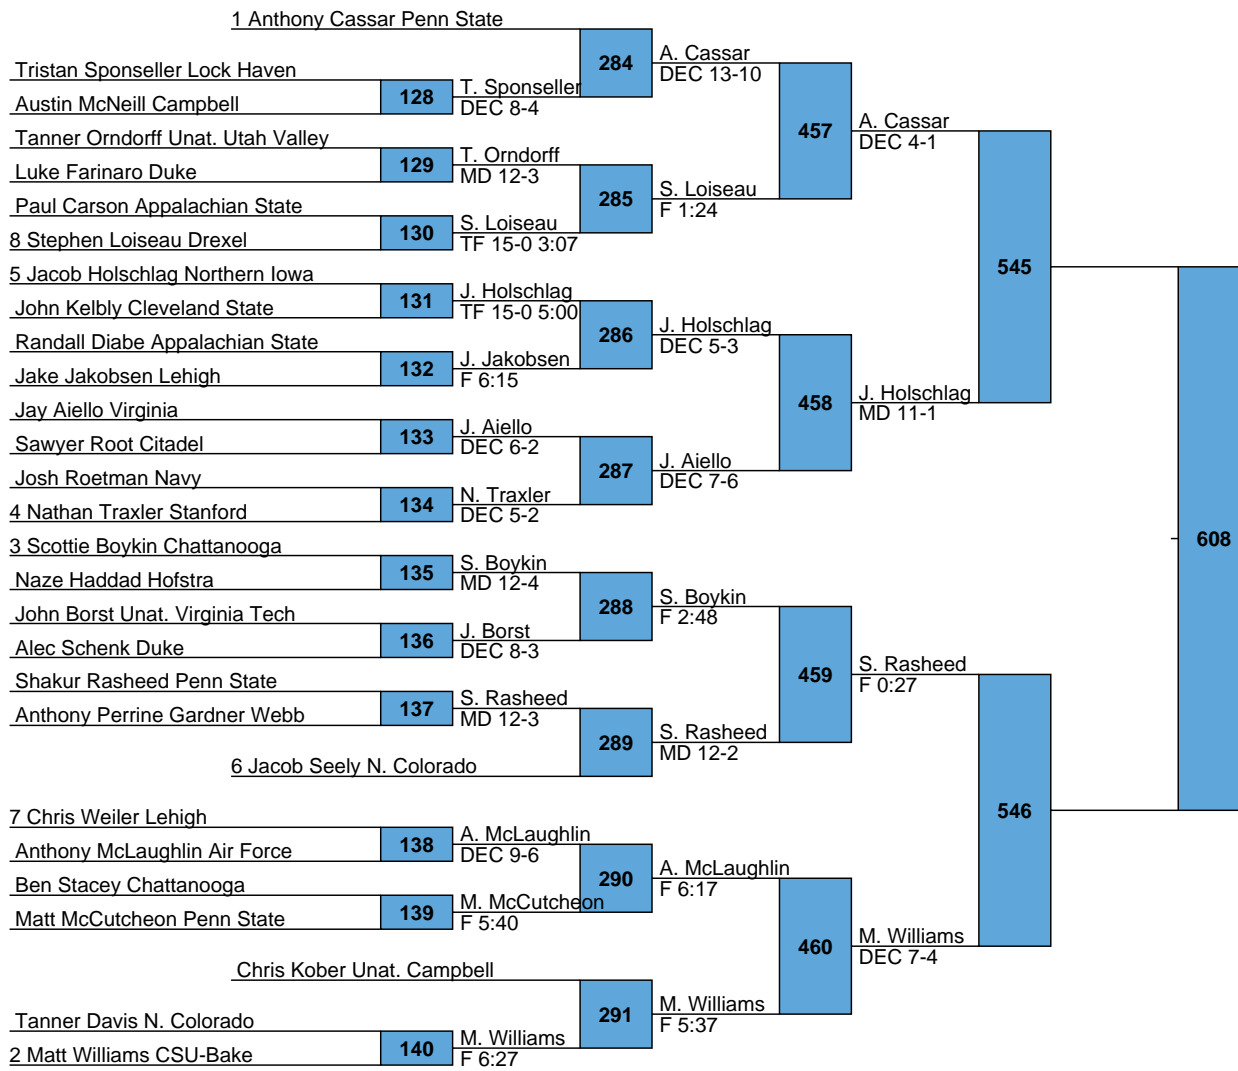 1 Anthony Cassar Penn State
284
A. Cassar
DEC 13-10
Tristan Sponseller Lock Haven
128
T. Sponseller
DEC 8-4
Austin McNeill Campbell
457
A. Cassar
DEC 4-1
Tanner Orndorff Unat. Utah Valley
129
T. Orndorff
MD 12-3
Luke Farinaro Duke
285
S. Loiseau
F 1:24
Paul Carson Appalachian State
130
S. Loiseau
TF 15-0 3:07
8 Stephen Loiseau Drexel
545
5 Jacob Holschlag Northern Iowa
131
J. Holschlag
TF 15-0 5:00
John Kelbly Cleveland State
286
J. Holschlag
DEC 5-3
Randall Diabe Appalachian State
132
J. Jakobsen
F 6:15
Jake Jakobsen Lehigh
458
J. Holschlag
MD 11-1
Jay Aiello Virginia
133
J. Aiello
DEC 6-2
Sawyer Root Citadel
287
J. Aiello
DEC 7-6
Josh Roetman Navy
134
N. Traxler
DEC 5-2
4 Nathan Traxler Stanford
608
3 Scottie Boykin Chattanooga
135
S. Boykin
MD 12-4
Naze Haddad Hofstra
288
S. Boykin
F 2:48
John Borst Unat. Virginia Tech
136
J. Borst
DEC 8-3
Alec Schenk Duke
459
S. Rasheed
F 0:27
Shakur Rasheed Penn State
137
S. Rasheed
MD 12-3
Anthony Perrine Gardner Webb
289
S. Rasheed
MD 12-2
6 Jacob Seely N. Colorado
546
7 Chris Weiler Lehigh
138
A. McLaughlin
DEC 9-6
Anthony McLaughlin Air Force
290
A. McLaughlin
F 6:17
Ben Stacey Chattanooga
139
M. McCutcheon
F 5:40
Matt McCutcheon Penn State
460
M. Williams
DEC 7-4
Chris Kober Unat. Campbell
291
M. Williams
F 5:37
Tanner Davis N. Colorado
140
M. Williams
F 6:27
2 Matt Williams CSU-Bake